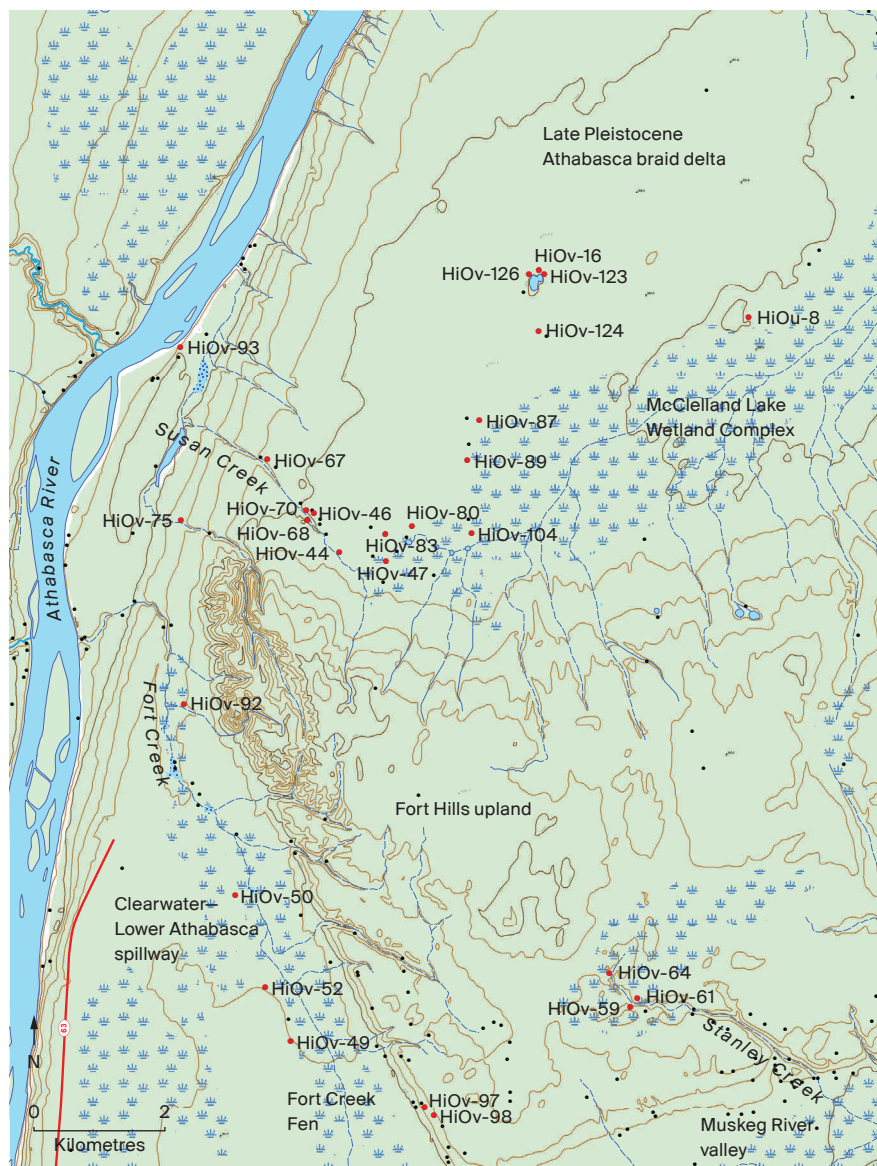 Late Pleistocene
Athabasca braid delta
HiOv-16
HiOv-126
HiOv-123
HiOu-8
HiOv-124
HiOv-93
McClelland Lake
Wetland Complex
HiOv-87
Susan Creek
HiOv-67
HiOv-89
Athabasca River
HiOv-70
HiOv-46
HiOv-80
HiOv-75
HiOv-68
HiOv-83
HiOv-104
HiOv-44
HiOv-47
Fort Creek
HiOv-92
Fort Hills upland
HiOv-50
Clearwater–
Lower Athabasca
spillway
HiOv-64
HiOv-52
HiOv-61
HiOv-59
63
Stanley Creek
N
HiOv-49
Fort Creek
Fen
HiOv-97
HiOv-98
0 2
Kilometres
Muskeg River
valley